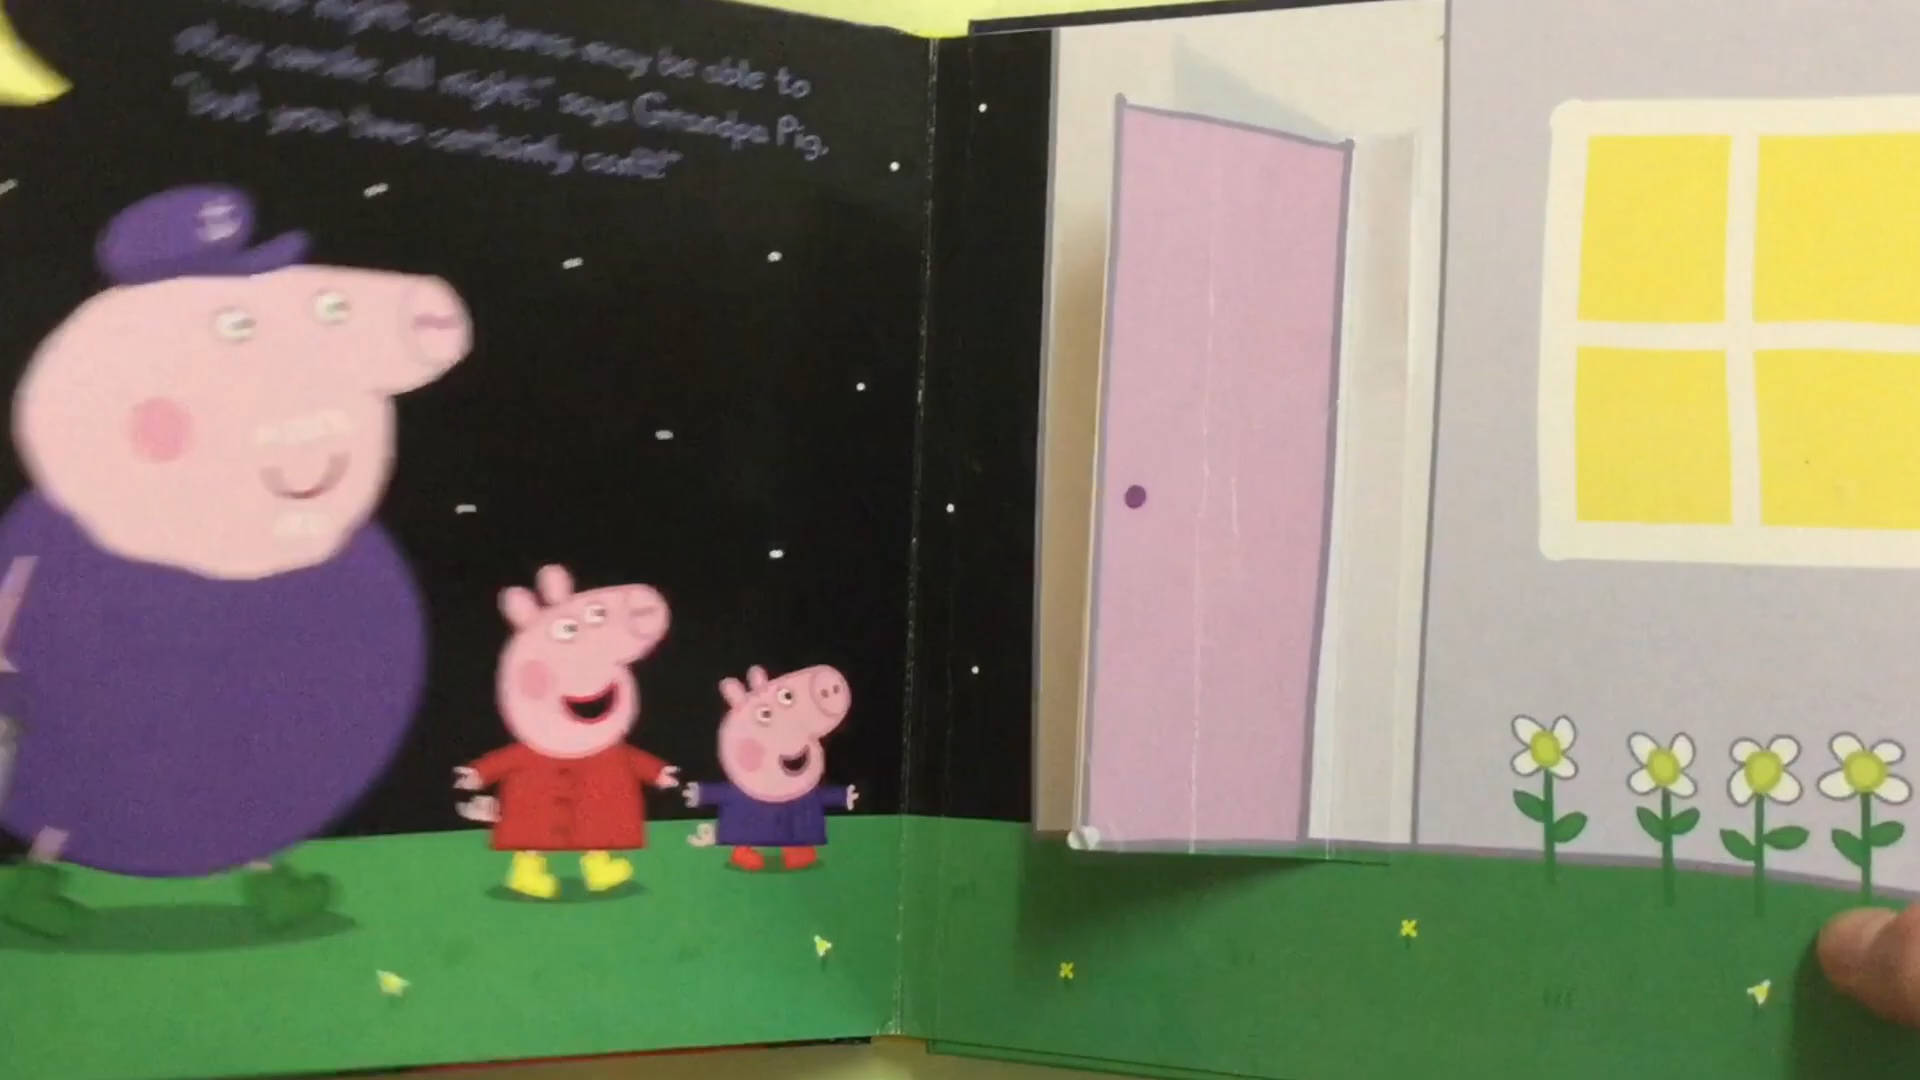 night creatures may be able to
stay awake all night," says Grandpa Pig.
"but you two certainly can't!"